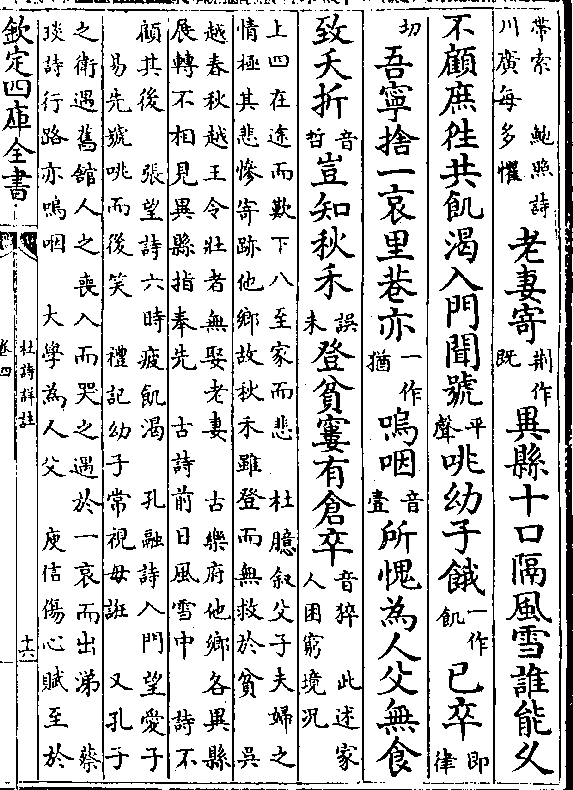 帶索　鮑照詩
川廣每多懼
老妻寄
荆作
既
異縣十口隔風雪誰能久
不顧庶徃共飢渴入門聞號
平
聲
咷幼子餓
一作
飢
已卒
即
律
切
吾寧捨一哀里巷亦
一作
猶
嗚咽
音
壹
所愧為人父無食
致夭折
音
哲
豈知秋禾
誤
未
登貧窶有倉卒
音猝　此述家
人困窮境况
上四在途而歎下八至家而悲　杜臆叙父子夫婦之
情極其悲慘寄跡他鄉故秋禾雖登而無救於貧　吳
越春秋越王令壯者無娶老妻　古樂府他鄉各異縣
展轉不相見異縣指奉先　古詩前日風雪中　詩不
顧其後　張望詩六時疲飢渴　孔融詩入門望愛子
易先號咷而後笑　禮記幼子常視毋誑　又孔子
之衛遇舊館人之喪入而哭之遇於一哀而出涕　蔡
琰詩行路亦嗚咽　大學為人父　庾信傷心賦至於
欽定四庫全書
杜詩詳註
卷四
十六